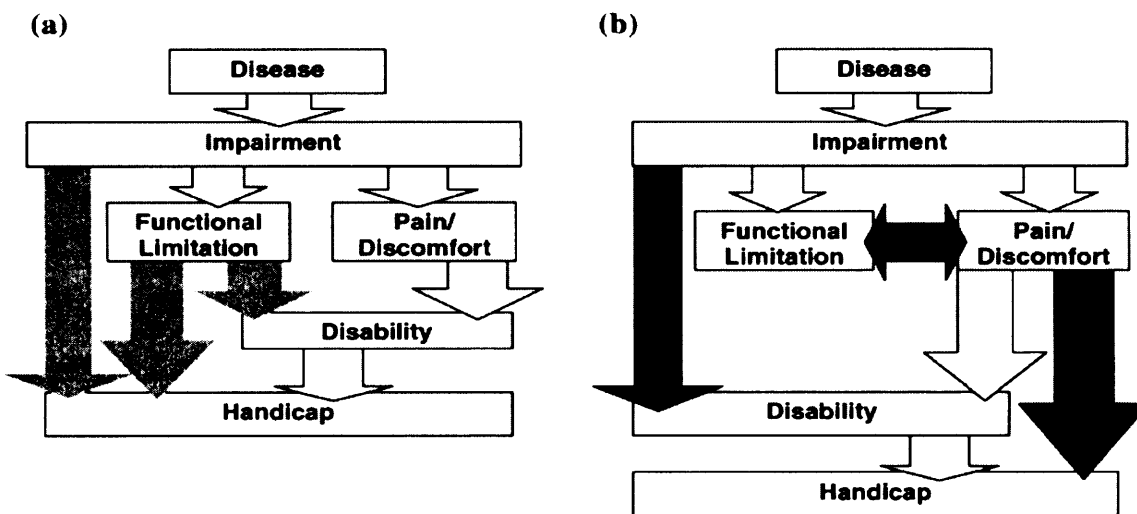 (a)
Disease
Impairment
Functional
Limitation
Pain/
Discomfort
Disability
Handicap
(b)
Disease
Impairment
Functional
Limitation
Pain/
Discomfort
Disability
Handicap